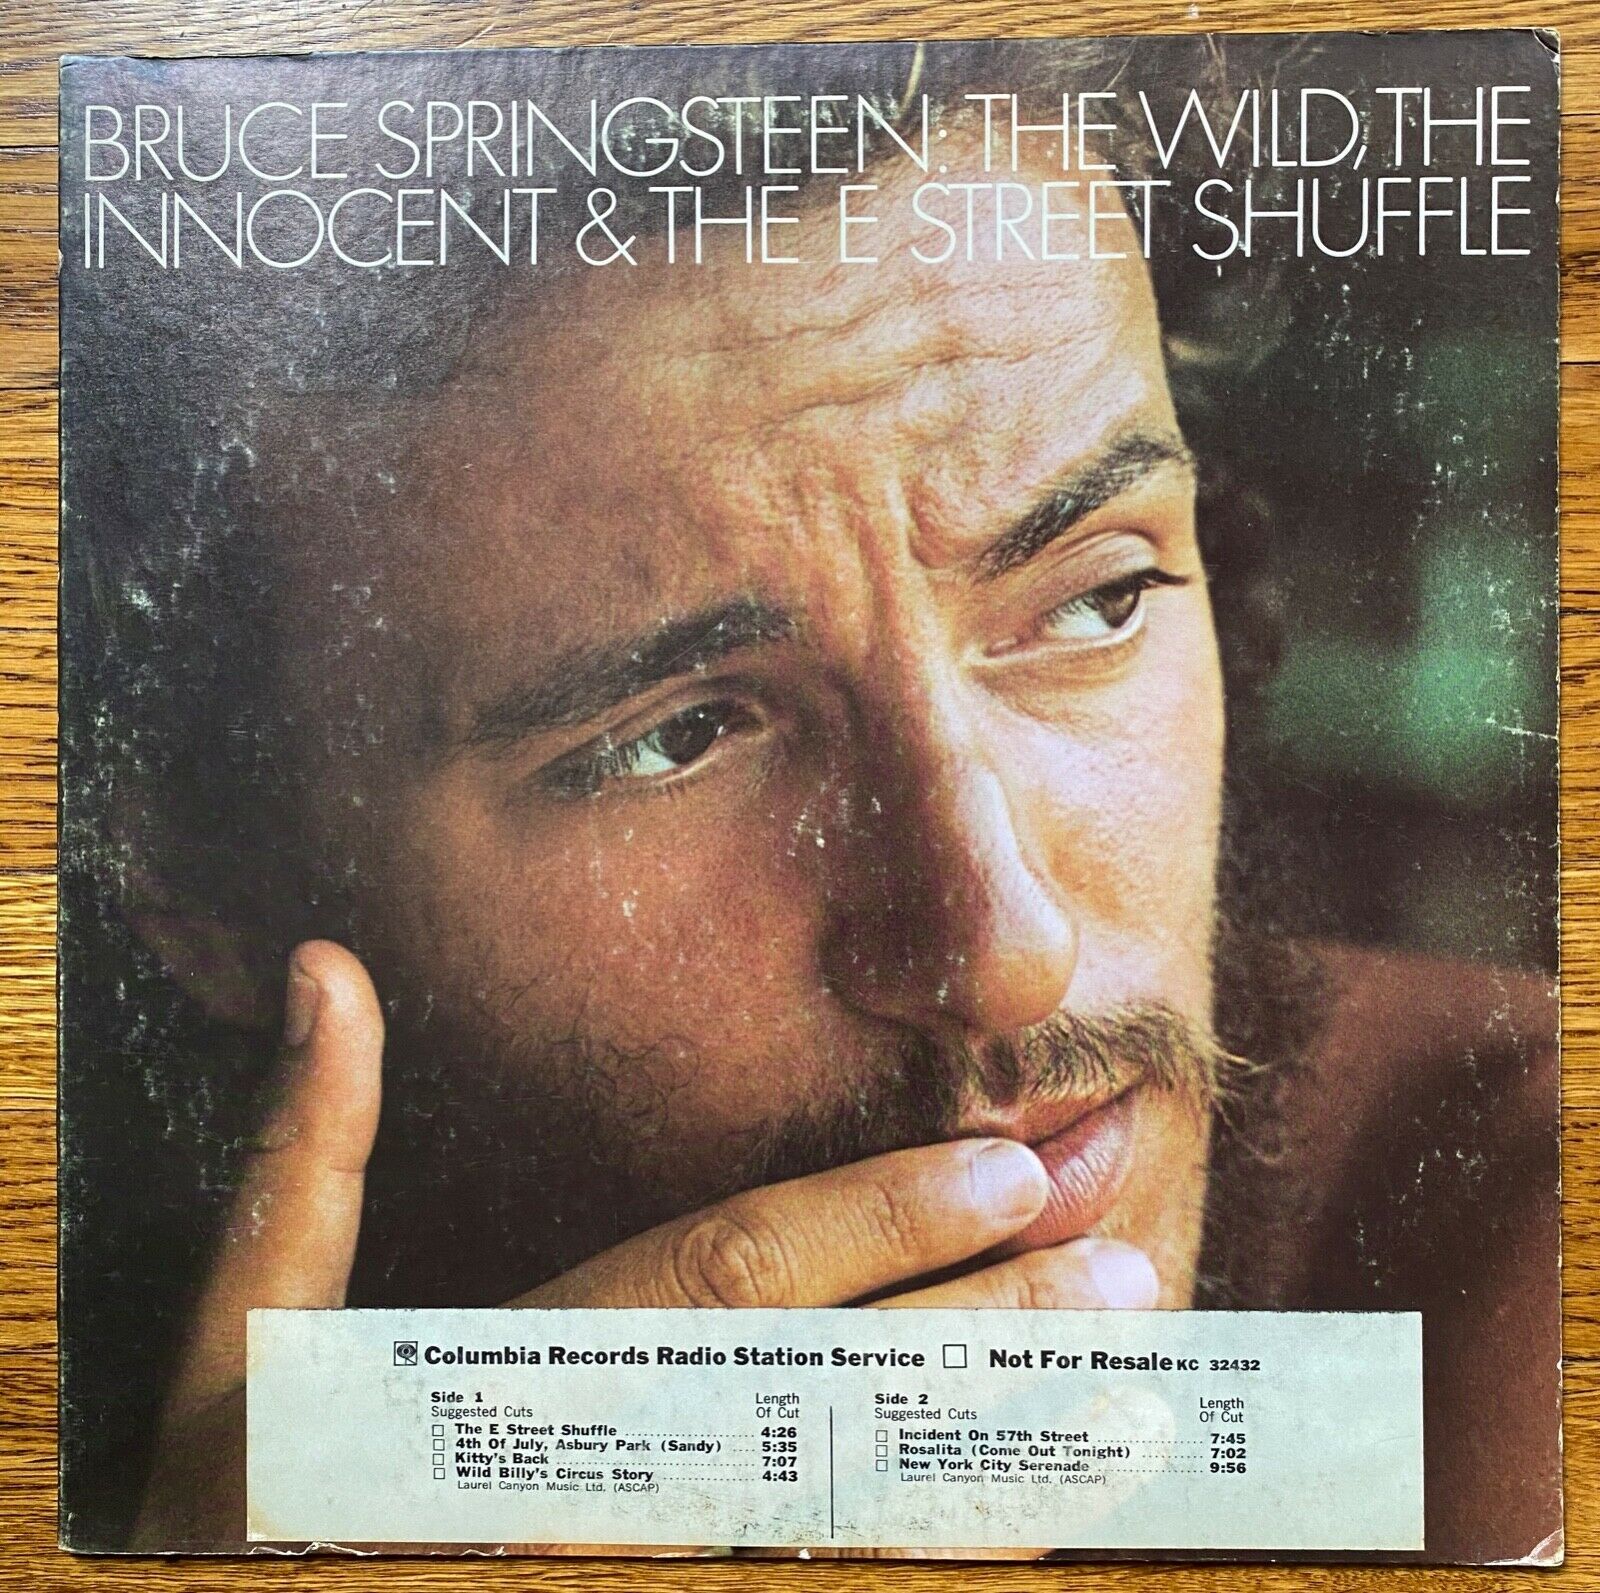 BRUCE SPRINGSTEEN: THE WILD, THE
INNOCENT & THE E STREET SHUFFLE
Columbia Records Radio Station Service Not For Resale KC 32432
Side 1 Length
Suggested Cuts Of Cut
The E Street Shuffle 4:26
4th Of July, Asbury Park (Sandy) 5:35
Kitty's Back 7:07
Wild Billy's Circus Story 4:43
Laurel Canyon Music Ltd. (ASCAP)
Side 2 Length
Suggested Cuts Of Cut
Incident On 57th Street 7:45
Rosalita (Come Out Tonight) 7:02
New York City Serenade 9:56
Laurel Canyon Music Ltd. (ASCAP)